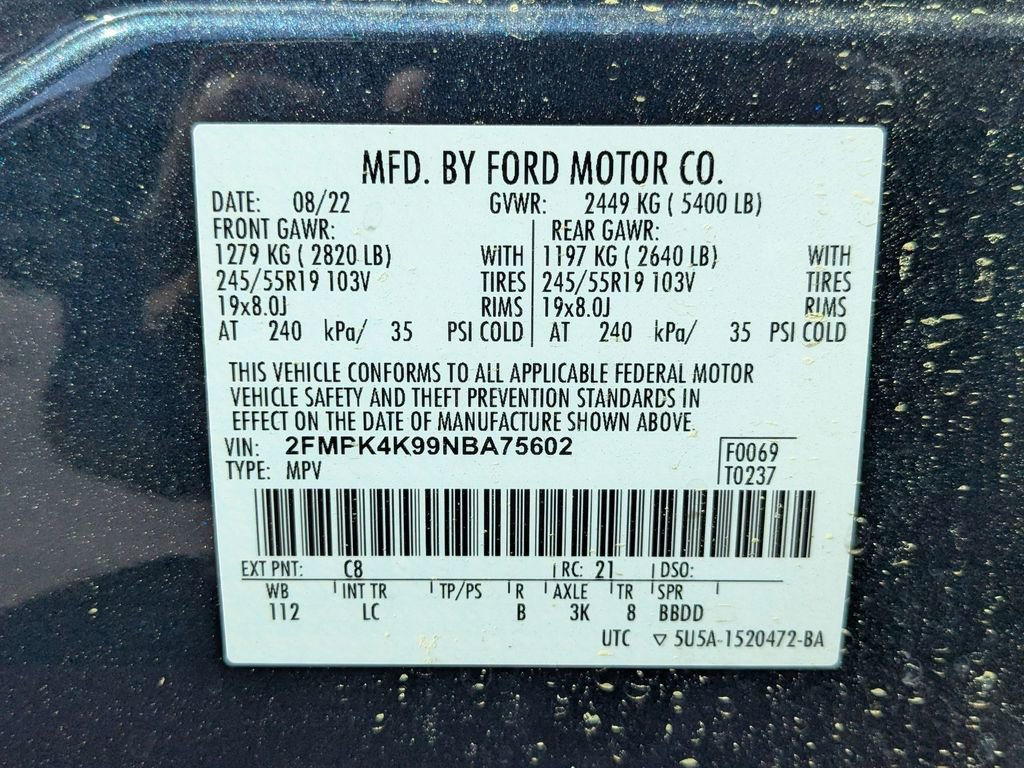 MFD. BY FORD MOTOR CO.
DATE: 08/22 GVWR: 2449 KG ( 5400 LB)
FRONT GAWR: REAR GAWR:
1279 KG ( 2820 LB) WITH 1197 KG ( 2640 LB) WITH
245/55R19 103V TIRES 245/55R19 103V TIRES
19x8.0J RIMS 19x8.0J RIMS
AT 240 kPa/ 35 PSI COLD AT 240 kPa/ 35 PSI COLD
THIS VEHICLE CONFORMS TO ALL APPLICABLE FEDERAL MOTOR
VEHICLE SAFETY AND THEFT PREVENTION STANDARDS IN
EFFECT ON THE DATE OF MANUFACTURE SHOWN ABOVE.
VIN: 2FMPK4K99NBA75602 F0069
TYPE: MPV T0237
EXT PNT: C8 RC: 21 DSO:
WB INT TR TP/PS R AXLE TR SPR
112 LC B 3K 8 BBDD
UTC ▽ 5U5A-1520472-BA